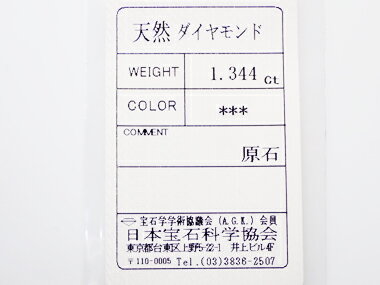 天然 ダイヤモンド
WEIGHT 1.344 Ct
COLOR ***
COMMENT
原石
宝石学学術協議会 (A.G.K.) 会員
日本宝石科学協会
東京都台東区上野5-22-1 井上ビル4F
〒110-0005 Tel.(03)3836-2507